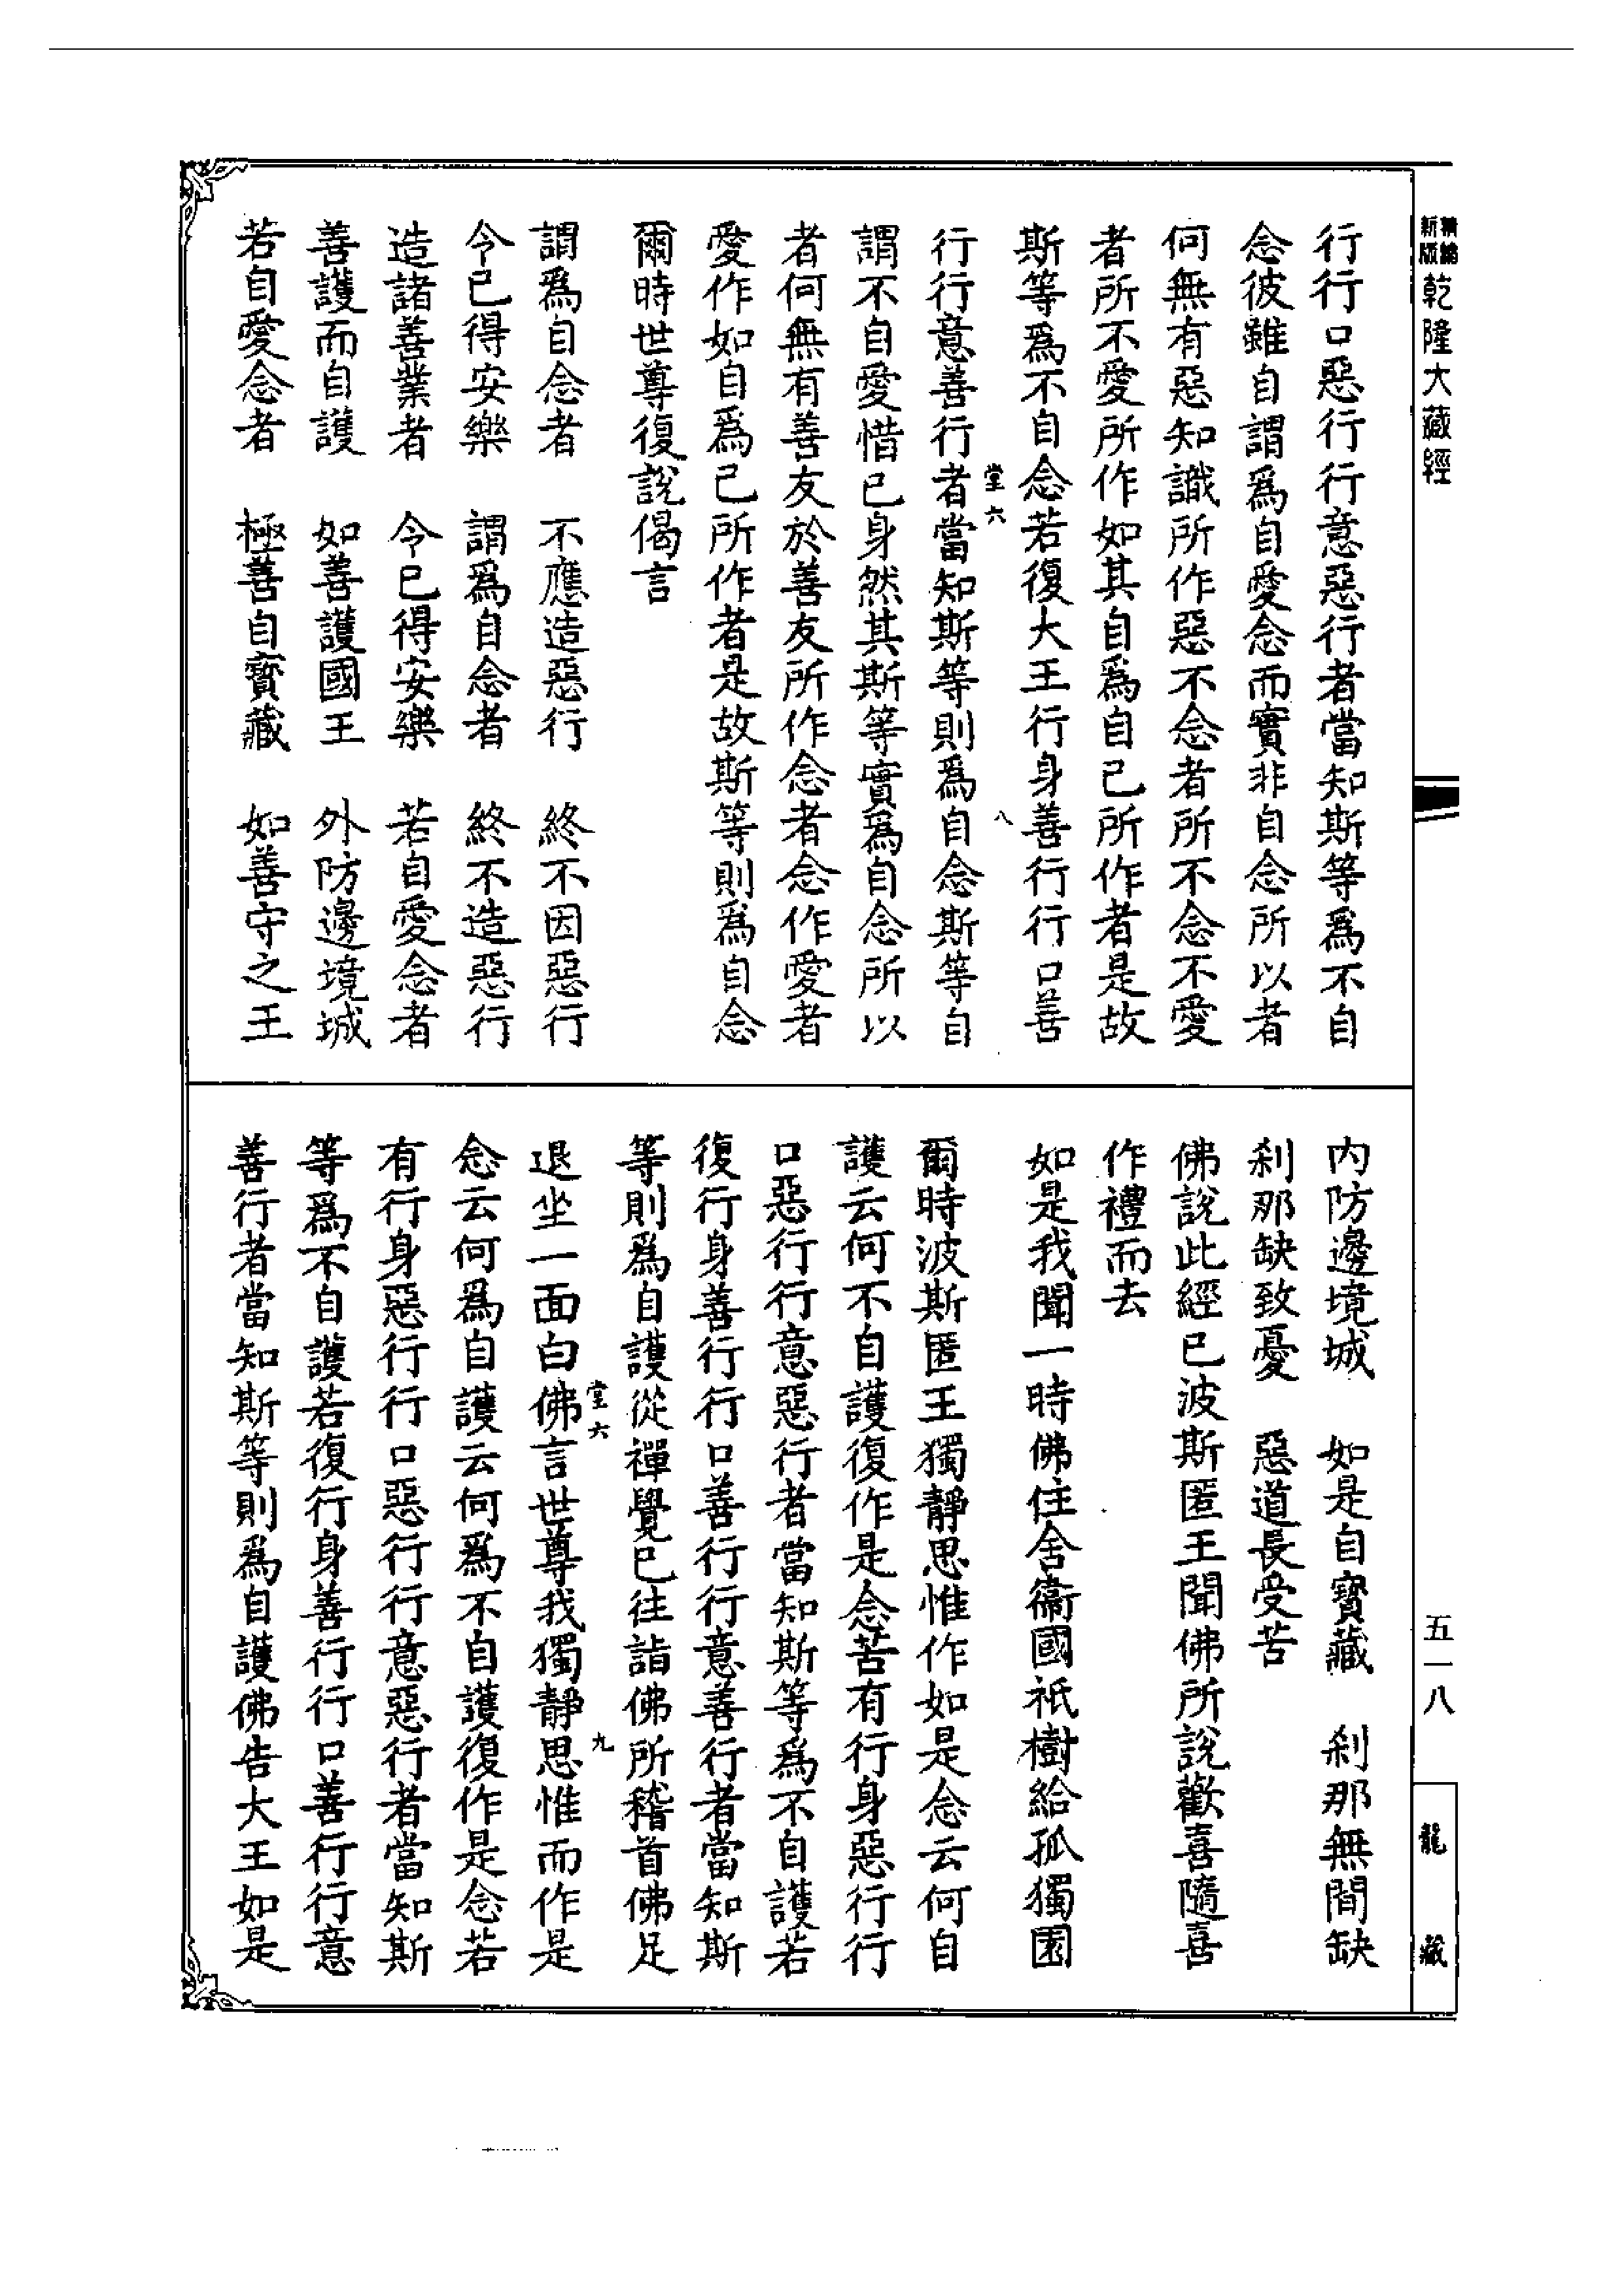 精縮
新版
乾隆大藏經
五一八
龍藏
行行口惡行行意惡行者當知斯等爲不自
念彼雖自謂爲自愛念而實非自念所以者
何無有惡知識所作惡不念者所不念不愛
者所不愛所作如其自爲自己所作者是故
斯等爲不自念若復大王行身善行行口善
堂六
八
行行意善行者當知斯等則爲自念斯等自
謂不自愛惜已身然其斯等實爲自念所以
者何無有善友於善友所作念者念作愛者
愛作如自爲己所作者是故斯等則爲自念
爾時世尊復說偈言
謂爲自念者 不應造惡行 終不因惡行
令已得安樂 謂爲自念者 終不造惡行
造諸善業者 令已得安樂 若自愛念者
善護而自護 如善護國王 外防邊境城
若自愛念者 極善自寶藏 如善守之王
內防邊境城 如是自寶藏 刹那無間缺
刹那缺致憂 惡道長受苦
佛說此經已波斯匿王聞佛所說歡喜隨喜
作禮而去
如是我聞一時佛住舍衞國祇樹給孤獨園
爾時波斯匿王獨靜思惟作如是念云何自
護云何不自護復作是念苦有行身惡行行
口惡行行意惡行者當知斯等爲不自護若
復行身善行行口善行行意善行者當知斯
等則爲自護從禪覺已往詣佛所稽首佛足
堂六
九
退坐一面白佛言世尊我獨靜思惟而作是
念云何爲自護云何爲不自護復作是念若
有行身惡行行口惡行行意惡行者當知斯
等爲不自護若復行身善行行口善行行意
善行者當知斯等則爲自護佛告大王如是